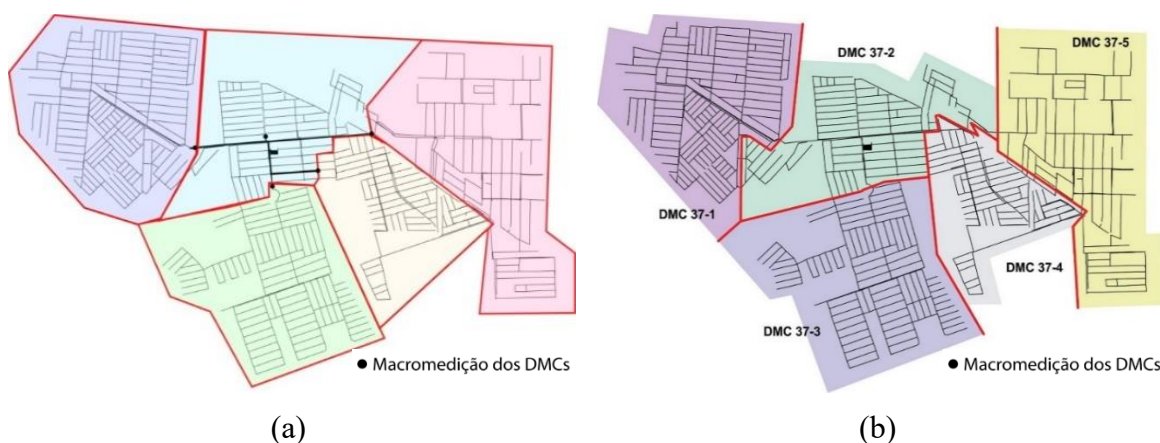 DMC 37-1
DMC 37-2
DMC 37-5
DMC 37-4
DMC 37-3
● Macromedição dos DMCs
● Macromedição dos DMCs
(a)
(b)